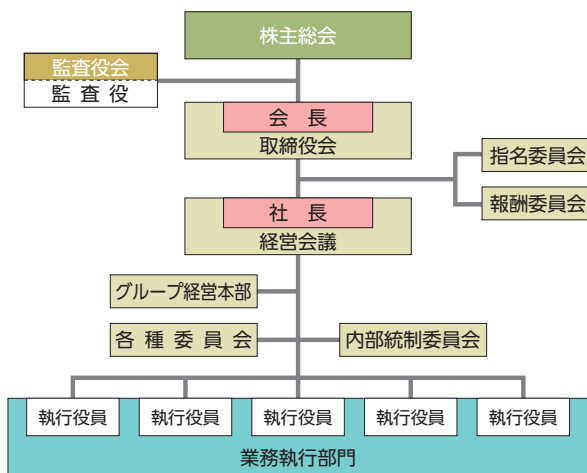 株主総会
監査役会
監査役
会長
取締役会
指名委員会
報酬委員会
社長
経営会議
グループ経営本部
各種委員会
内部統制委員会
執行役員
執行役員
執行役員
執行役員
執行役員
業務執行部門